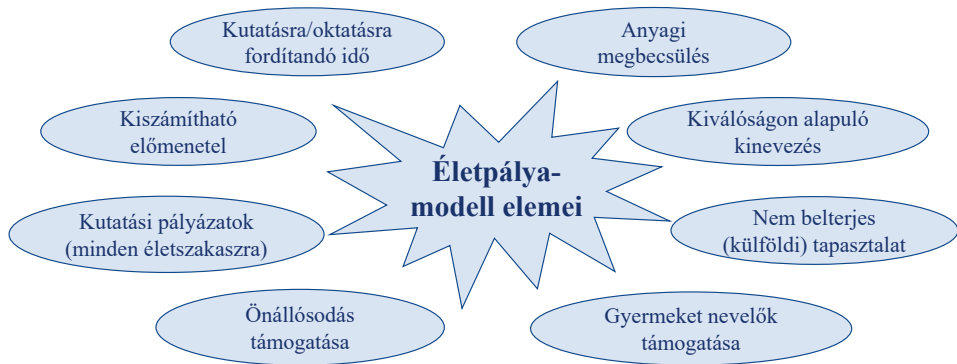 Kutatásra/oktatásra
fordítandó idő
Anyagi
megbecsülés
Kiszámítható
előmenetel
Kiválóságon alapuló
kinevezés
Életpálya-
modell elemei
Kutatási pályázatok
(minden életszakaszra)
Nem belterjes
(külföldi) tapasztalat
Önállósodás
támogatása
Gyermeket nevelők
támogatása